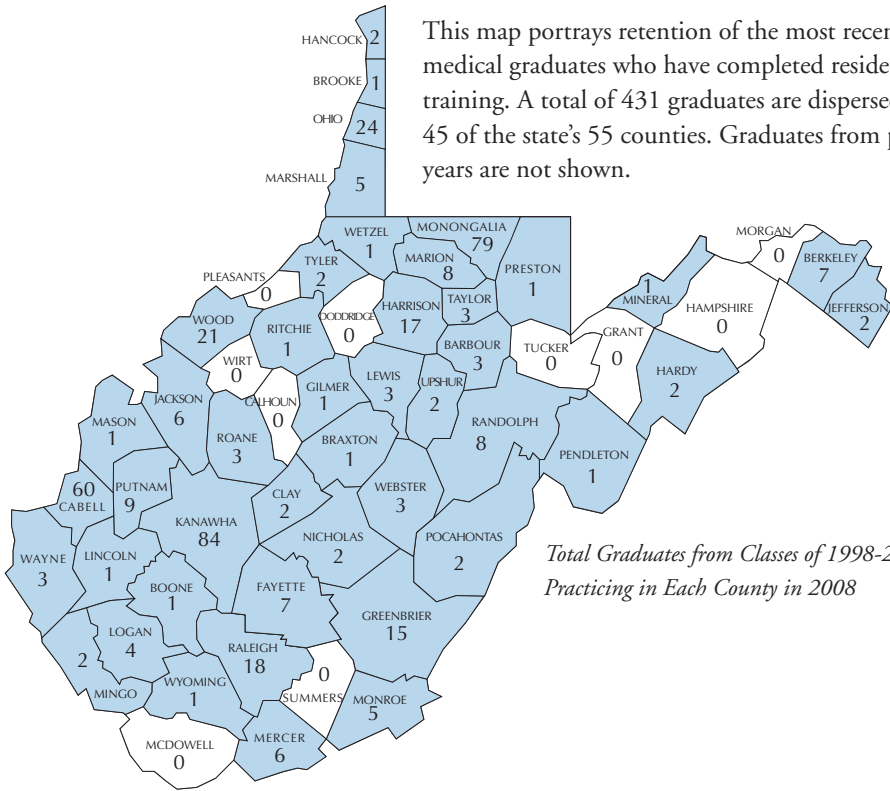 This map portrays retention of the most recen
medical graduates who have completed reside
training. A total of 431 graduates are disperse
45 of the state's 55 counties. Graduates from p
years are not shown.
HANCOCK 2
BROOKE 1
OHIO 24
MARSHALL 5
WETZEL 1
MONONGALIA 79
MARION 8
PRESTON 1
TYLER 2
PLEASANTS 0
WOOD 21
RITCHIE 1
DODDRIDGE 0
HARRISON 17
TAYLOR 3
BARBOUR 3
TUCKER 0
GRANT 0
MINERAL 1
HAMPSHIRE 0
MORGAN 0
BERKELEY 7
JEFFERSON 2
HARDY 2
WIRT 0
JACKSON 6
CALHOUN 0
GILMER 1
LEWIS 3
UPSHUR 2
RANDOLPH 8
PENDLETON 1
MASON 1
ROANE 3
BRAXTON 1
WEBSTER 3
POCAHONTAS 2
60 CABELL
PUTNAM 9
KANAWHA 84
CLAY 2
NICHOLAS 2
WAYNE 3
LINCOLN 1
BOONE 1
FAYETTE 7
GREENBRIER 15
LOGAN 4
2 MINGO
WYOMING 1
RALEIGH 18
0 SUMMERS
MONROE 5
MCDOWELL 0
MERCER 6
Total Graduates from Classes of 1998-2
Practicing in Each County in 2008